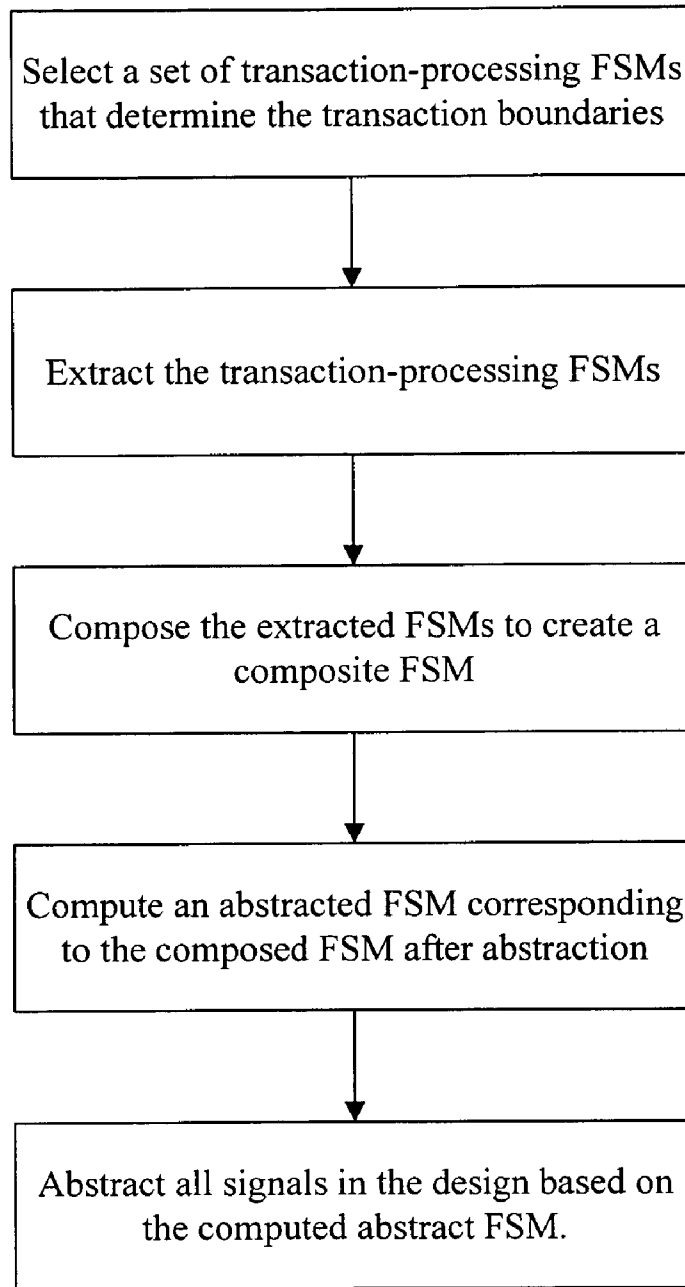 Select a set of transaction-processing FSMs
that determine the transaction boundaries
Extract the transaction-processing FSMs
Compose the extracted FSMs to create a
composite FSM
Compute an abstracted FSM corresponding
to the composed FSM after abstraction
Abstract all signals in the design based on
the computed abstract FSM.